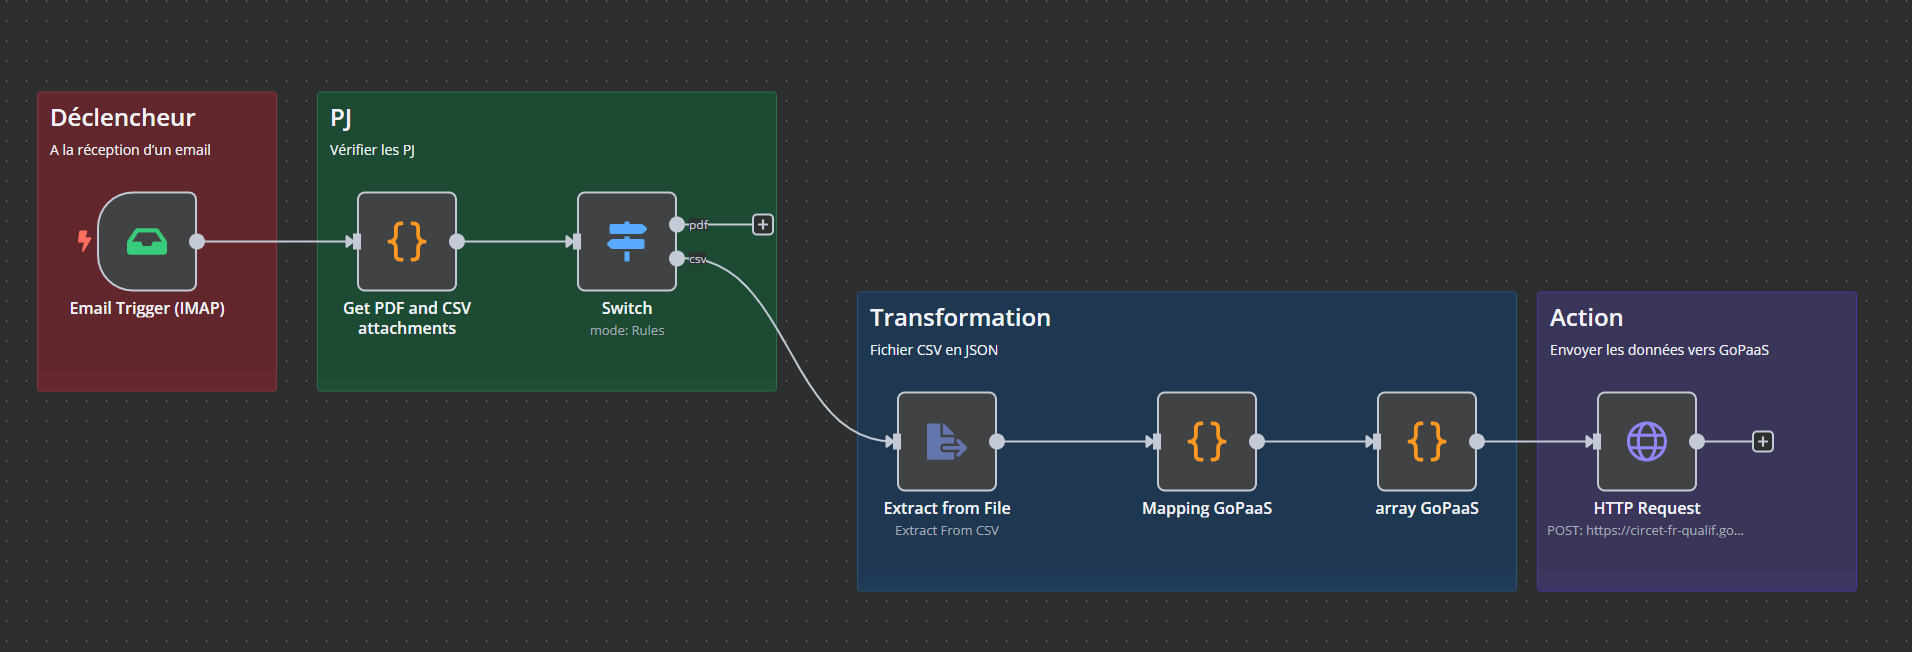 Déclencheur
A la réception d'un email
Email Trigger (IMAP)
PJ
Vérifier les PJ
Get PDF and CSV
attachments
Switch
mode: Rules
pdf
csv
Transformation
Fichier CSV en JSON
Extract from File
Extract From CSV
Mapping GoPaaS
array GoPaaS
Action
Envoyer les données vers GoPaaS
HTTP Request
POST: https://circet-fr-qualif.go...